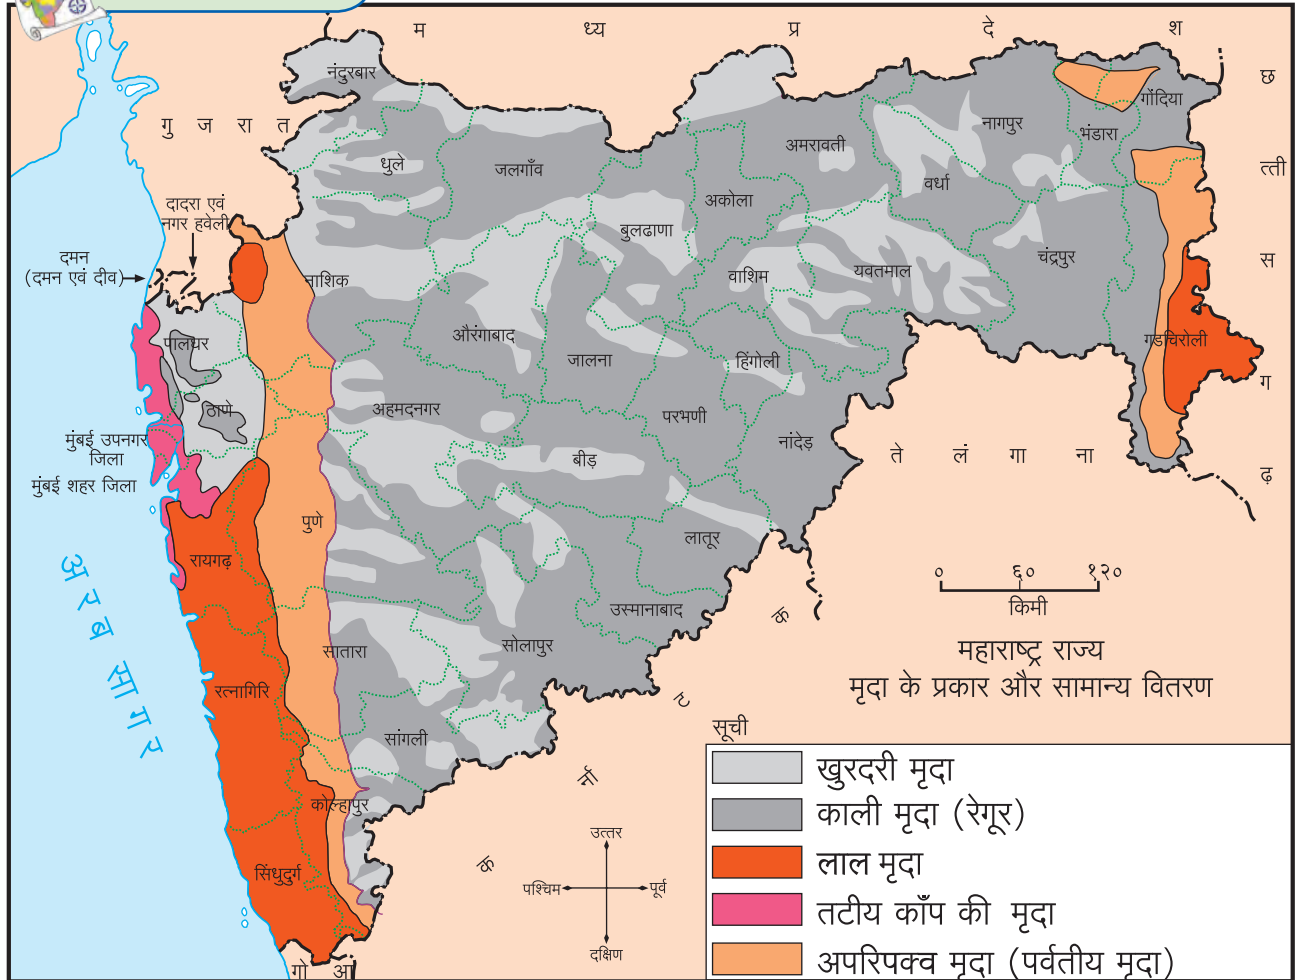 म ध्य प्र दे श
छ त्ती स ग ढ़
गु ज रा त
नंदुरबार
धुले
जलगाँव
बुलढाणा
अकोला
अमरावती
वर्धा
नागपुर
भंडारा
गोंदिया
दादरा एवं
नगर हवेली
दमन
(दमन एवं दीव)
नाशिक
औरंगाबाद
जालना
वाशिम
यवतमाल
चंद्रपुर
हिंगोली
गडचिरोली
पालघर
ठाणे
अहमदनगर
परभणी
नांदेड़
बीड़
मुंबई उपनगर
जिला
मुंबई शहर जिला
ते लं गा ना
पुणे
रायगढ़
लातूर
उस्मानाबाद
अ र ब सा ग र
सातारा
सोलापुर
रत्नागिरि
सांगली
कोल्हापुर
सिंधुदुर्ग
क र्ना ट क
गो आ
० ६० १२०
किमी
महाराष्ट्र राज्य
मृदा के प्रकार और सामान्य वितरण
उत्तर
पश्चिम
पूर्व
दक्षिण
सूची
खुरदरी मृदा
काली मृदा (रेगूर)
लाल मृदा
तटीय काँप की मृदा
अपरिपक्व मृदा (पर्वतीय मृदा)